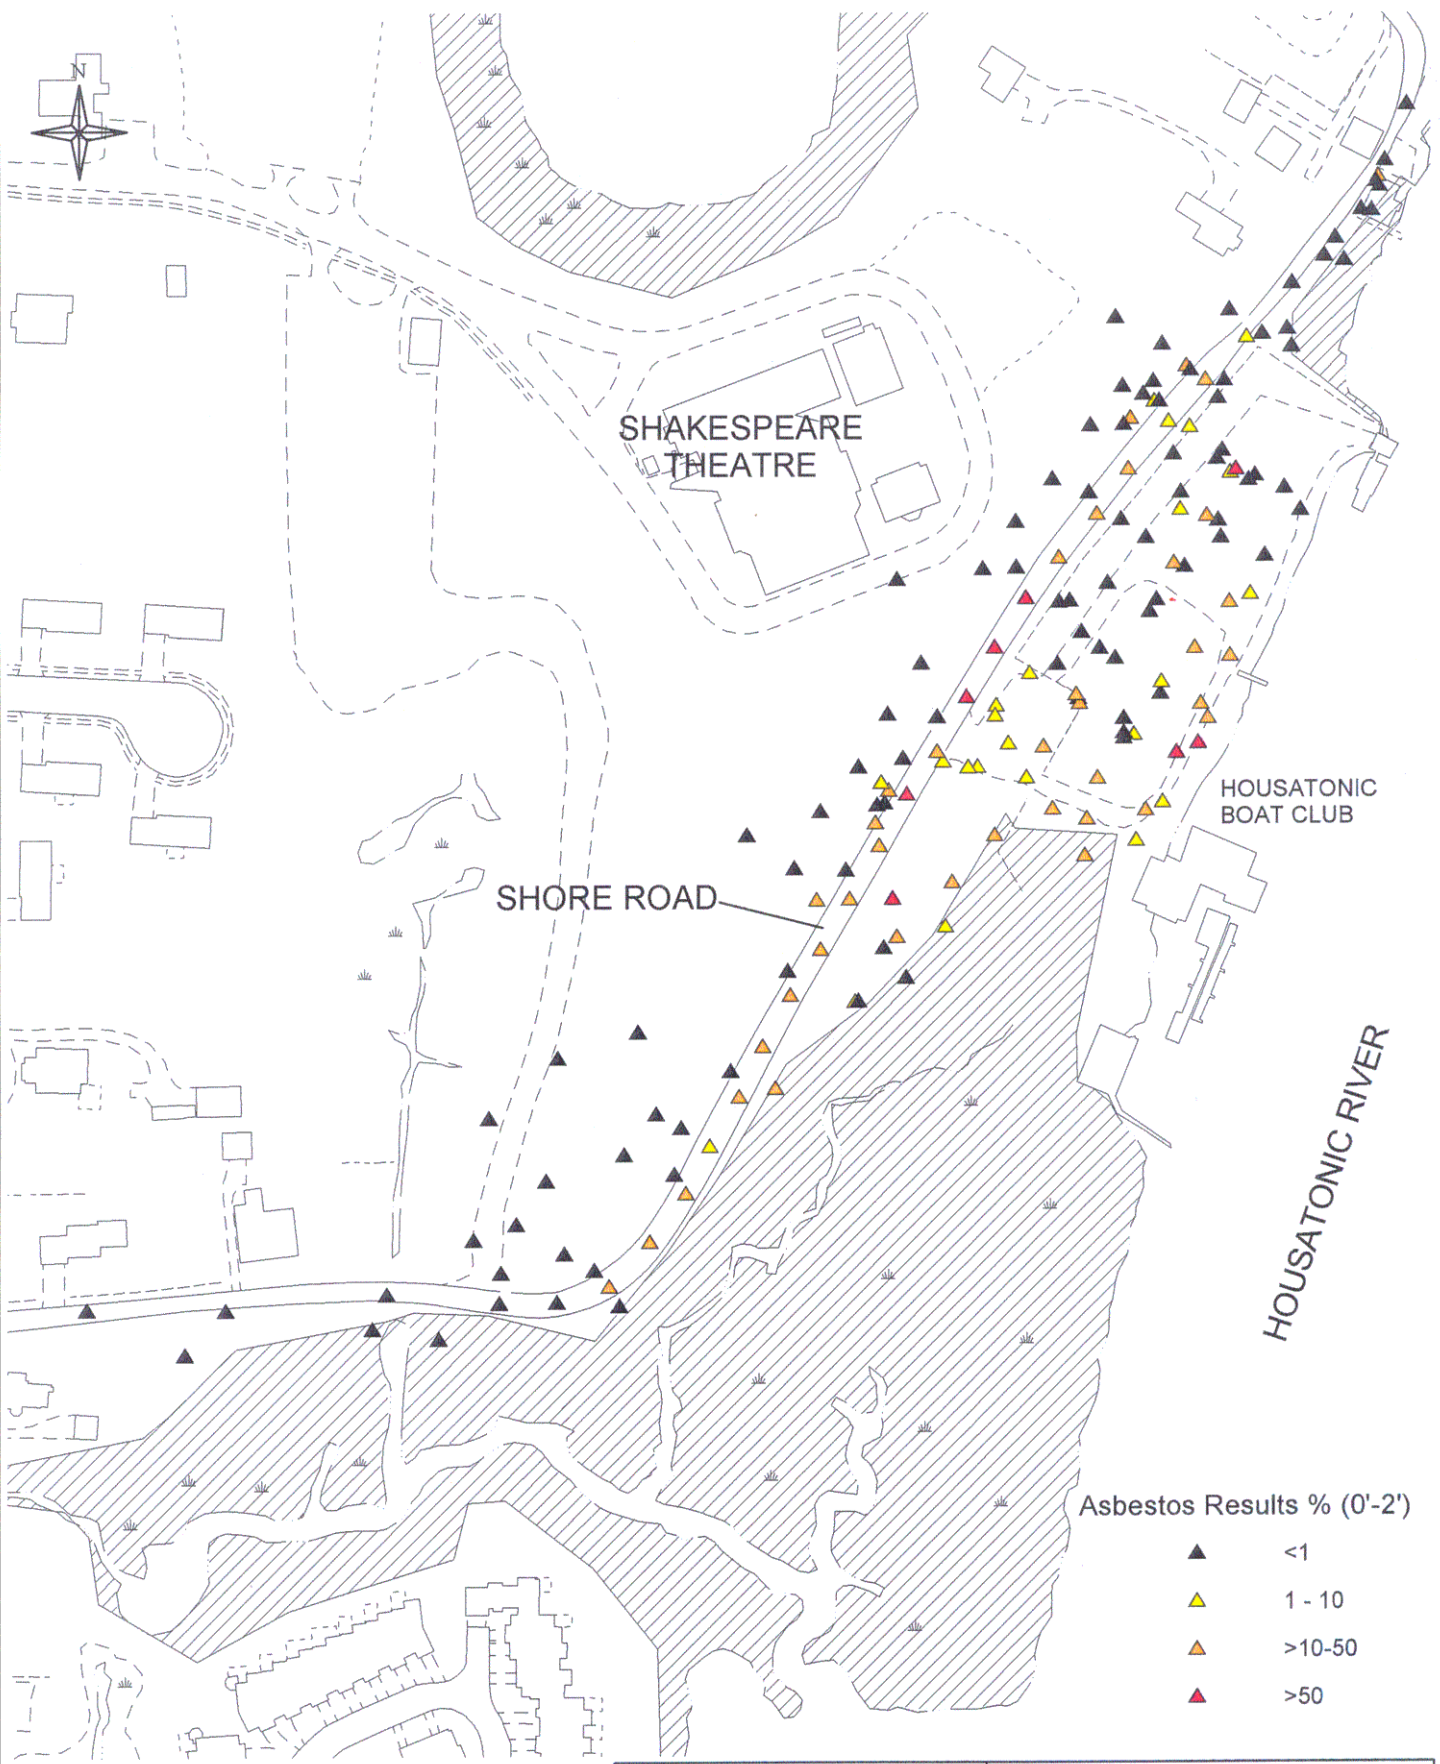 N
SHAKESPEARE
THEATRE
HOUSATONIC
BOAT CLUB
SHORE ROAD
HOUSATONIC RIVER
Asbestos Results % (0'-2')
<1
1 - 10
>10-50
>50